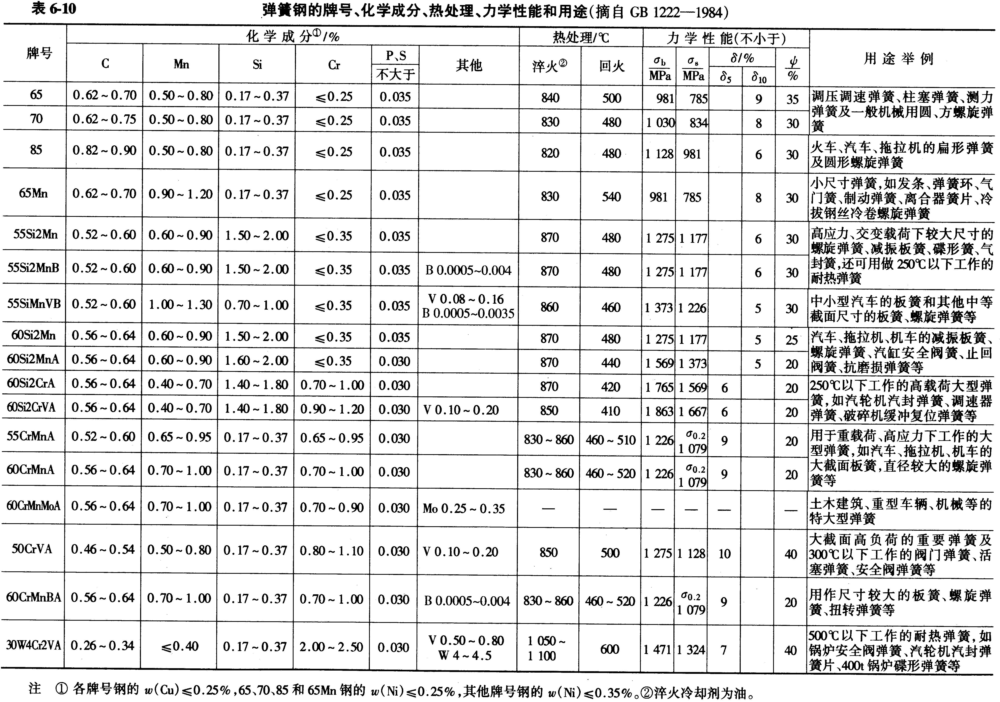 表 6-10 弹簧钢的牌号、化学成分、热处理、力学性能和用途(摘自 GB 1222—1984)
牌号 化 学 成 分①/% 热处理/℃ 力 学 性 能(不小于) 用 途 举 例
C Mn Si Cr P、S 不大于 其他 淬火② 回火 σb/MPa σs/MPa δ/% δ5 δ10 ψ/%
65 0.62~0.70 0.50~0.80 0.17~0.37 ≤0.25 0.035 840 500 981 785 9 35 调压调速弹簧、柱塞弹簧、测力
弹簧及一般机械用圆、方螺旋弹
簧
70 0.62~0.75 0.50~0.80 0.17~0.37 ≤0.25 0.035 830 480 1 030 834 8 30
85 0.82~0.90 0.50~0.80 0.17~0.37 ≤0.25 0.035 820 480 1 128 981 6 30 火车、汽车、拖拉机的扁形弹簧
及圆形螺旋弹簧
65Mn 0.62~0.70 0.90~1.20 0.17~0.37 ≤0.25 0.035 830 540 981 785 8 30 小尺寸弹簧,如发条、弹簧环、气
门簧、制动弹簧、离合器簧片、冷
拔钢丝冷卷螺旋弹簧
55Si2Mn 0.52~0.60 0.60~0.90 1.50~2.00 ≤0.35 0.035 870 480 1 275 1 177 6 30 高应力、交变载荷下较大尺寸的
螺旋弹簧、减振板簧、碟形簧、气
封簧,还可用做 250℃以下工作的
耐热弹簧
55Si2MnB 0.52~0.60 0.60~0.90 1.50~2.00 ≤0.35 0.035 B 0.0005~0.004 870 480 1 275 1 177 6 30
55SiMnVB 0.52~0.60 1.00~1.30 0.70~1.00 ≤0.35 0.035 V 0.08~0.16 B 0.0005~0.0035 860 460 1 373 1 226 5 30 中小型汽车的板簧和其他中等
截面尺寸的板簧、螺旋弹簧等
60Si2Mn 0.56~0.64 0.60~0.90 1.50~2.00 ≤0.35 0.035 870 480 1 275 1 177 5 25 汽车、拖拉机、机车的减振板簧、
螺旋弹簧、汽缸安全阀簧、止回
阀簧、抗磨损弹簧等
60Si2MnA 0.56~0.64 0.60~0.90 1.60~2.00 ≤0.35 0.030 870 440 1 569 1 373 5 20
60Si2CrA 0.56~0.64 0.40~0.70 1.40~1.80 0.70~1.00 0.030 870 420 1 765 1 569 6 20 250℃以下工作的高载荷大型弹
簧,如汽轮机汽封弹簧、调速器
弹簧、破碎机缓冲复位弹簧等
60Si2CrVA 0.56~0.64 0.40~0.70 1.40~1.80 0.90~1.20 0.030 V 0.10~0.20 850 410 1 863 1 667 6 20
55CrMnA 0.52~0.60 0.65~0.95 0.17~0.37 0.65~0.95 0.030 830~860 460~510 1 226 σ0.2 1 079 9 20 用于重载荷、高应力下工作的大
型弹簧,如汽车、拖拉机、机车的
大截面板簧,直径较大的螺旋弹
簧等
60CrMnA 0.56~0.64 0.70~1.00 0.17~0.37 0.70~1.00 0.030 830~860 460~520 1 226 σ0.2 1 079 9 20
60CrMnMoA 0.56~0.64 0.70~1.00 0.17~0.37 0.70~0.90 0.030 Mo 0.25~0.35 — — — — — — 土木建筑、重型车辆、机械等的
特大型弹簧
50CrVA 0.46~0.54 0.50~0.80 0.17~0.37 0.80~1.10 0.030 V 0.10~0.20 850 500 1 275 1 128 10 40 大截面高负荷的重要弹簧及
300℃以下工作的阀门弹簧、活
塞弹簧、安全阀弹簧等
60CrMnBA 0.56~0.64 0.70~1.00 0.17~0.37 0.70~1.00 0.030 B 0.0005~0.004 830~860 460~520 1 226 σ0.2 1 079 9 20 用作尺寸较大的板簧、螺旋弹
簧、扭转弹簧等
30W4Cr2VA 0.26~0.34 ≤0.40 0.17~0.37 2.00~2.50 0.030 V 0.50~0.80 W 4~4.5 1 050~1 100 600 1 471 1 324 7 40 500℃以下工作的耐热弹簧,如
锅炉安全阀弹簧、汽轮机汽封弹
簧片、400t 锅炉碟形弹簧等
注 ① 各牌号钢的 w(Cu)≤0.25%,65、70、85 和 65Mn 钢的 w(Ni)≤0.25%,其他牌号钢的 w(Ni)≤0.35%。②淬火冷却剂为油。